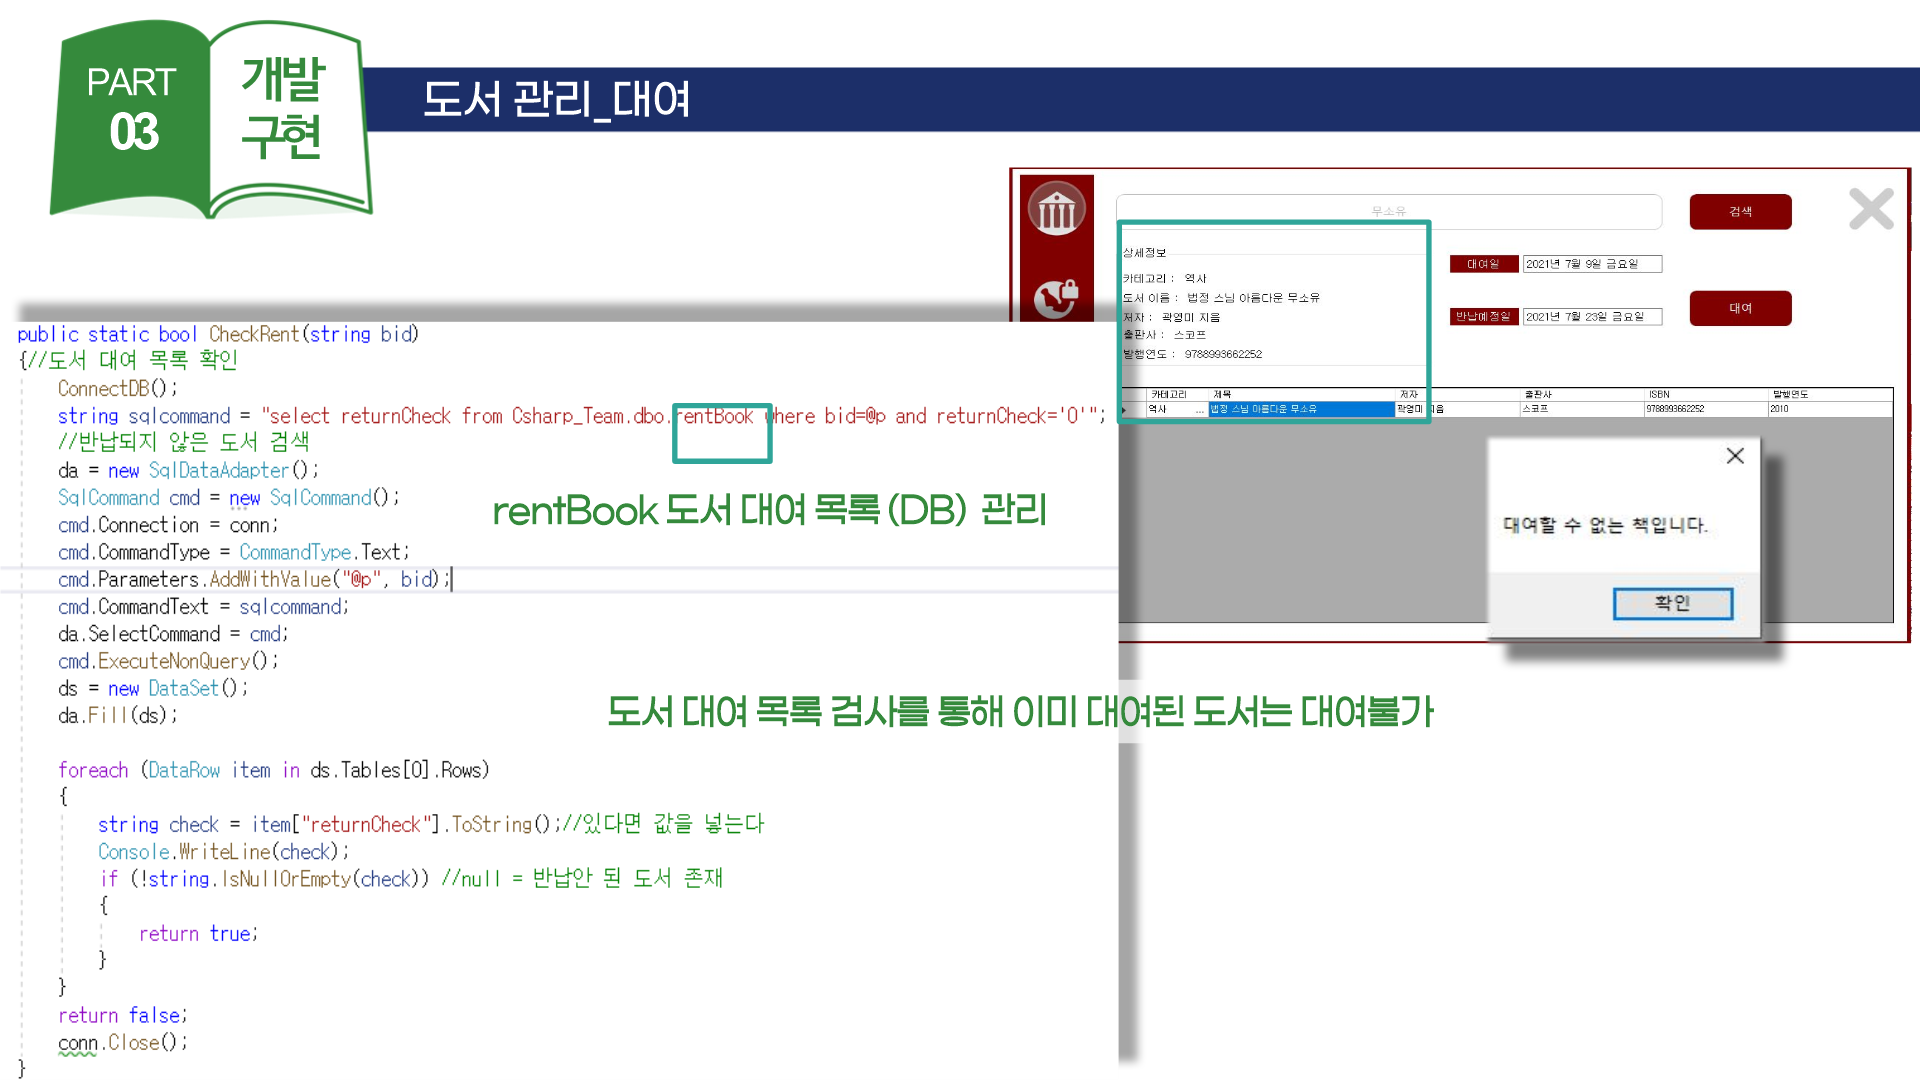 PART
03
개발
구현
도서 관리_대여
무소유
검색
상세정보
카테고리 : 역사
도서 이름 : 법정 스님 아름다운 무소유
저자 : 곽영미 지음
출판사 : 스코프
발행연도 : 9788993662252
대여일 2021년 7월 9일 금요일
반납예정일 2021년 7월 23일 금요일
대여
카테고리 제목 저자 출판사 ISBN 발행연도
역사 ... 법정 스님 아름다운 무소유 곽영미 지음 스코프 9788993662252 2010
대여할 수 없는 책입니다.
확인
public static bool CheckRent(string bid)
{//도서 대여 목록 확인
ConnectDB();
string sqlcommand = "select returnCheck from Csharp_Team.dbo.rentBook where bid=@p and returnCheck='0'";
//반납되지 않은 도서 검색
da = new SqlDataAdapter();
SqlCommand cmd = new SqlCommand();
cmd.Connection = conn;
cmd.CommandType = CommandType.Text;
cmd.Parameters.AddWithValue("@p", bid);
cmd.CommandText = sqlcommand;
da.SelectCommand = cmd;
cmd.ExecuteNonQuery();
ds = new DataSet();
da.Fill(ds);
foreach (DataRow item in ds.Tables[0].Rows)
{
string check = item["returnCheck"].ToString();//있다면 값을 넣는다
Console.WriteLine(check);
if (!string.IsNullOrEmpty(check)) //null = 반납안 된 도서 존재
{
return true;
}
}
return false;
conn.Close();
}
rentBook 도서 대여 목록 (DB) 관리
도서 대여 목록 검사를 통해 이미 대여된 도서는 대여불가